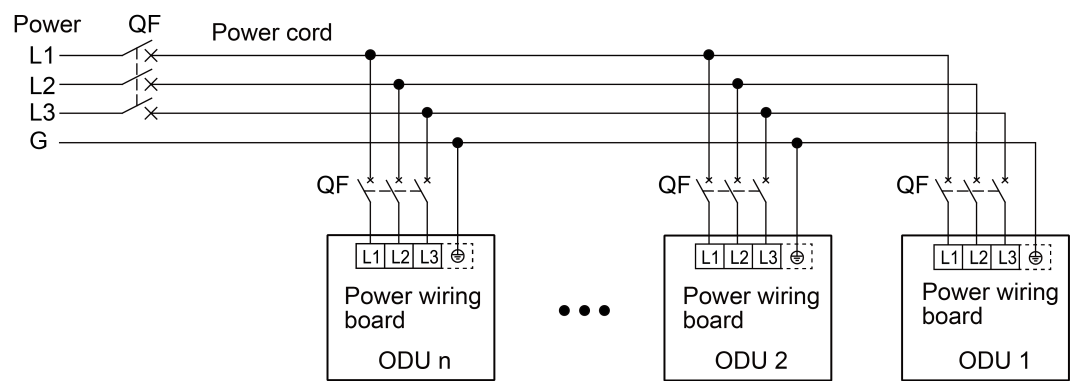 Power QF
Power cord
L1
L2
L3
G
QF QF QF
L1 L2 L3 L1 L2 L3 L1 L2 L3
Power wiring
board
ODU n
Power wiring
board
ODU 2
Power wiring
board
ODU 1